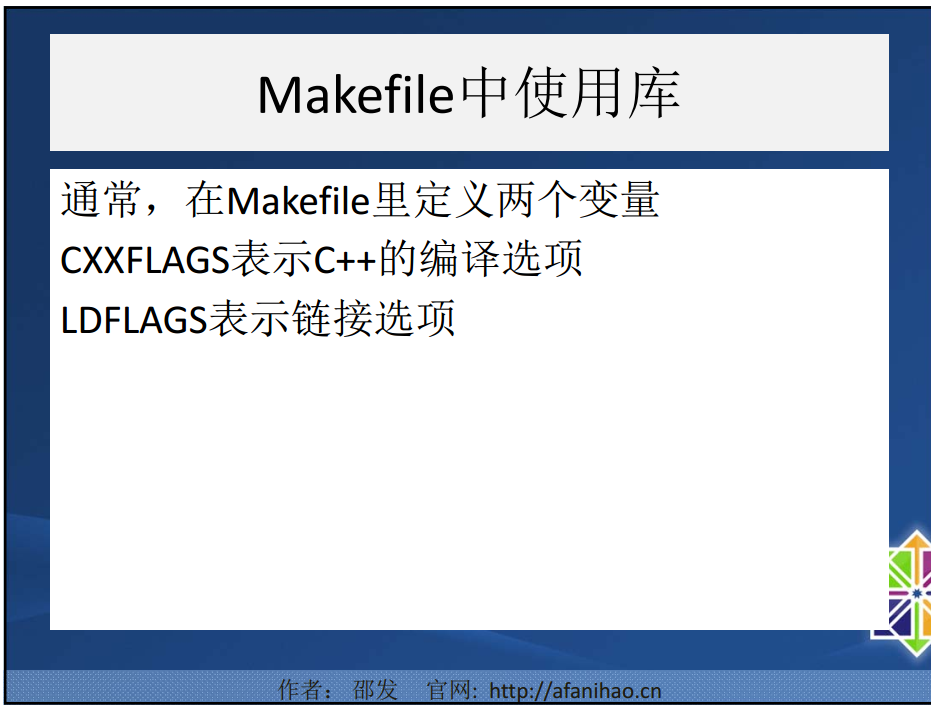 Makefile中使用库
通常，在Makefile里定义两个变量
CXXFLAGS表示C++的编译选项
LDFLAGS表示链接选项
作者： 邵发 官网: http://afanihao.cn